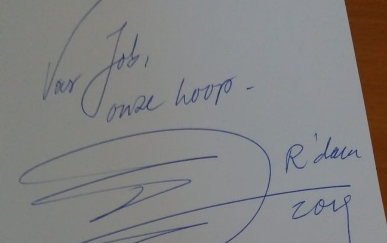 Voor Job,
onze hoop -
R'dam
2019